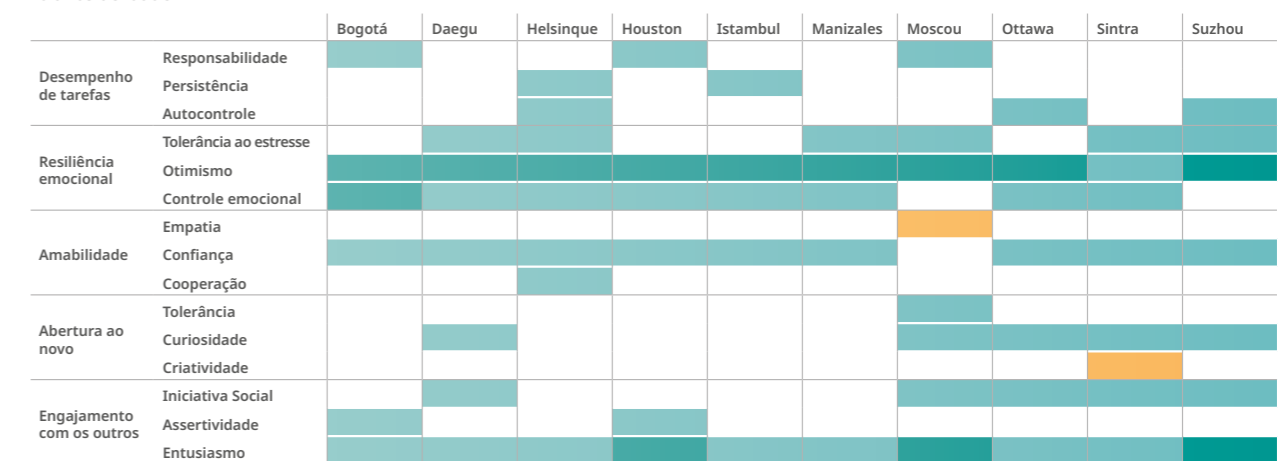 Bogotá Daegu Helsinque Houston Istambul Manizales Moscou Ottawa Sintra Suzhou
Desempenho
de tarefas
Responsabilidade
Persistência
Autocontrole
Resiliência
emocional
Tolerância ao estresse
Otimismo
Controle emocional
Amabilidade
Empatia
Confiança
Cooperação
Abertura ao
novo
Tolerância
Curiosidade
Criatividade
Engajamento
com os outros
Iniciativa Social
Assertividade
Entusiasmo